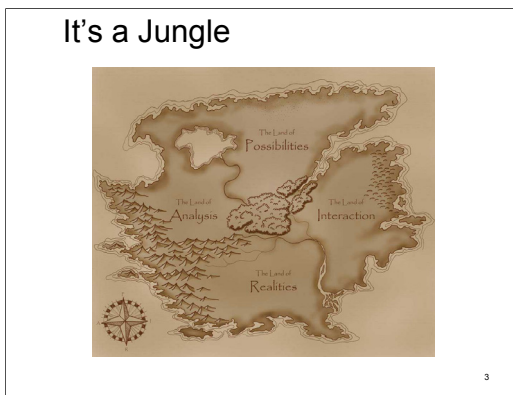 It's a Jungle
The Land of
Possibilities
The Land of
Analysis
The Land of
Interaction
The Land of
Realities
3